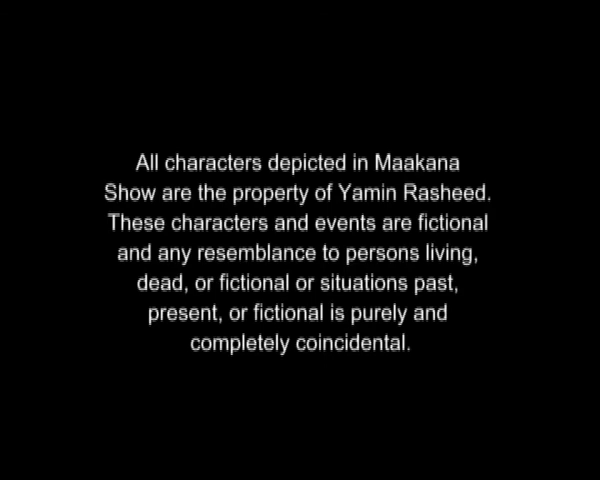 All characters depicted in Maakana
Show are the property of Yamin Rasheed.
These characters and events are fictional
and any resemblance to persons living,
dead, or fictional or situations past,
present, or fictional is purely and
completely coincidental.